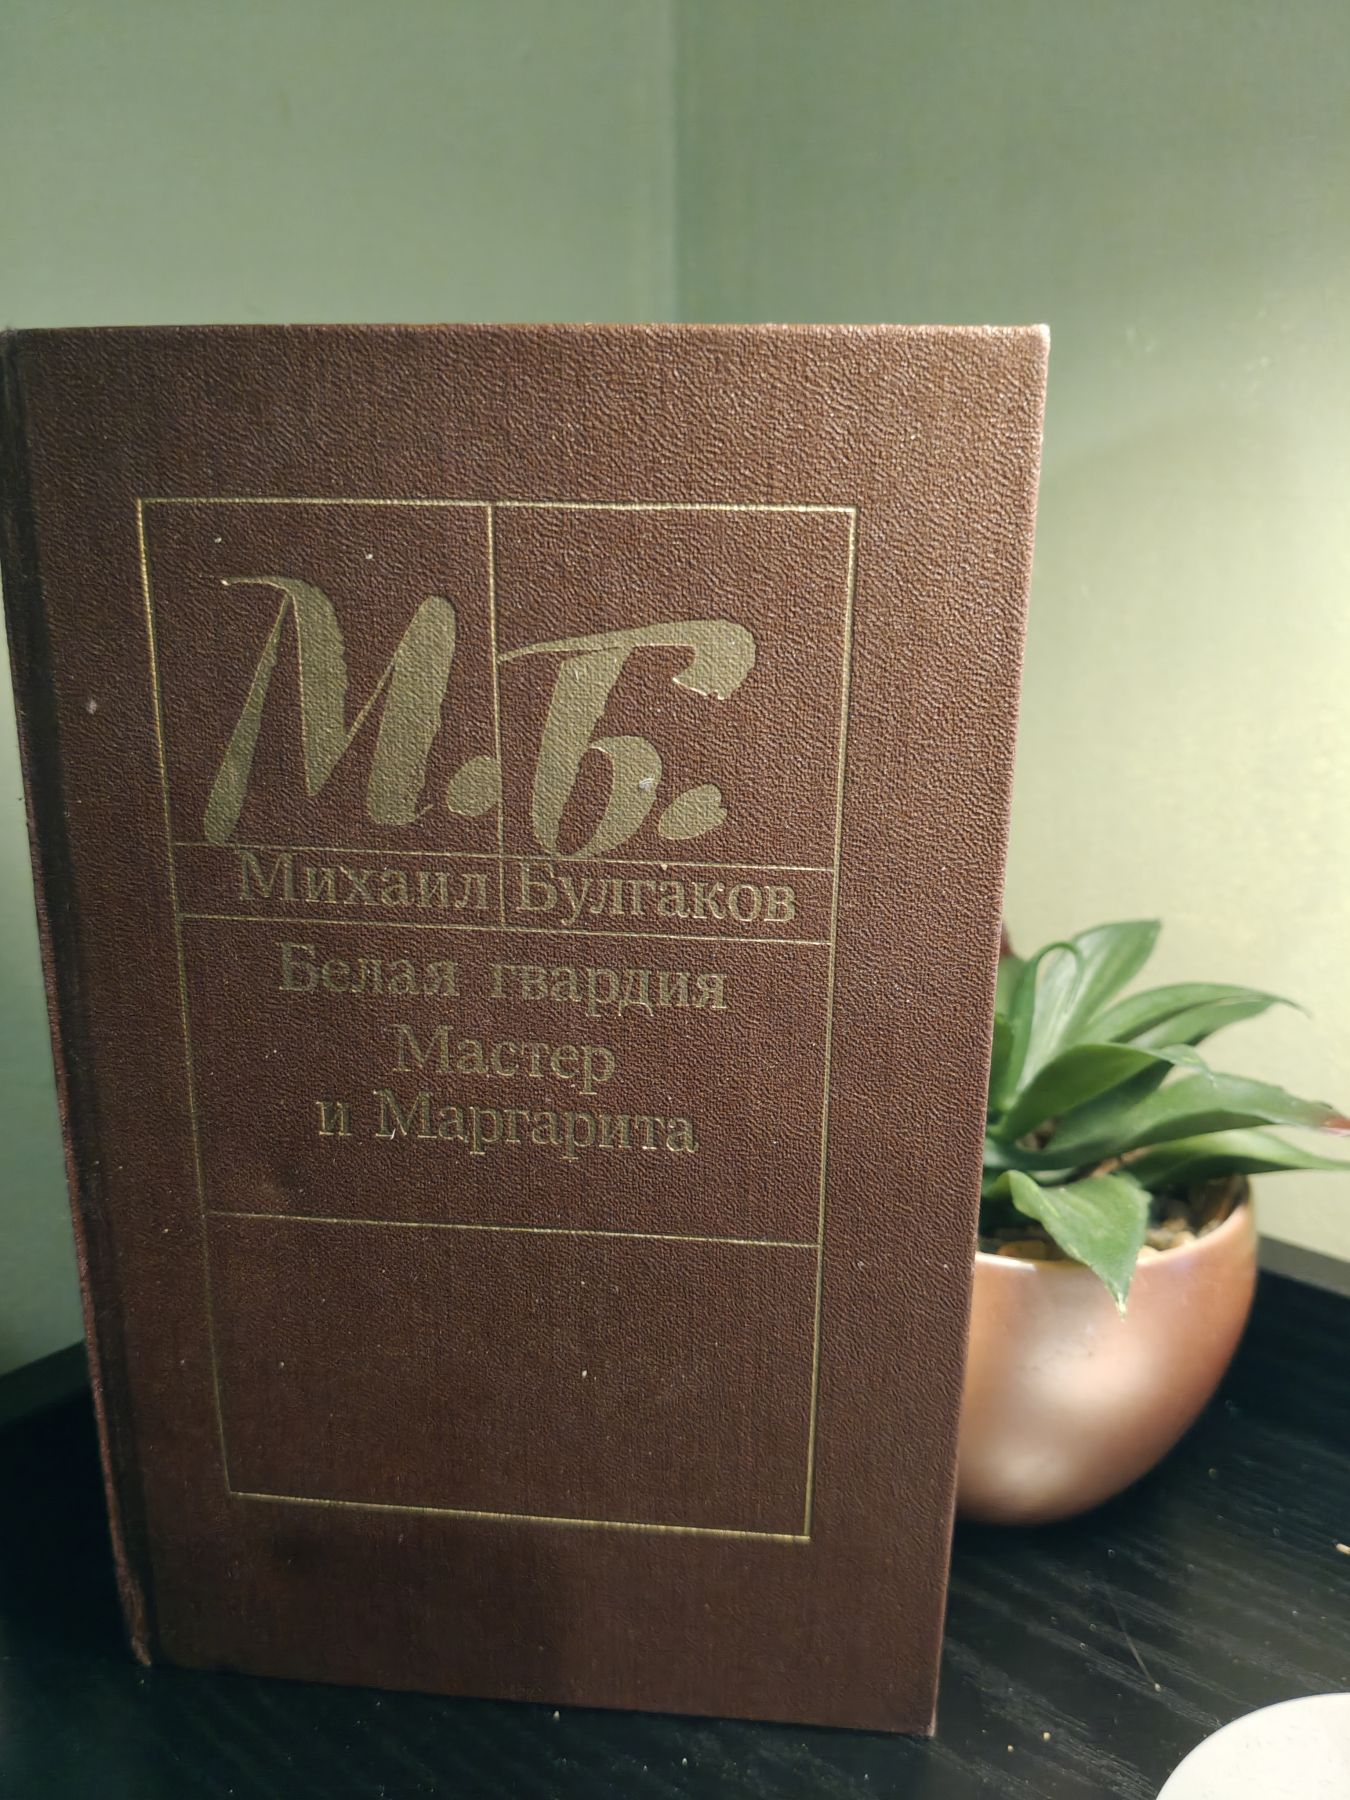 М. Б.
Михаил Булгаков
Белая гвардия
Мастер
и Маргарита